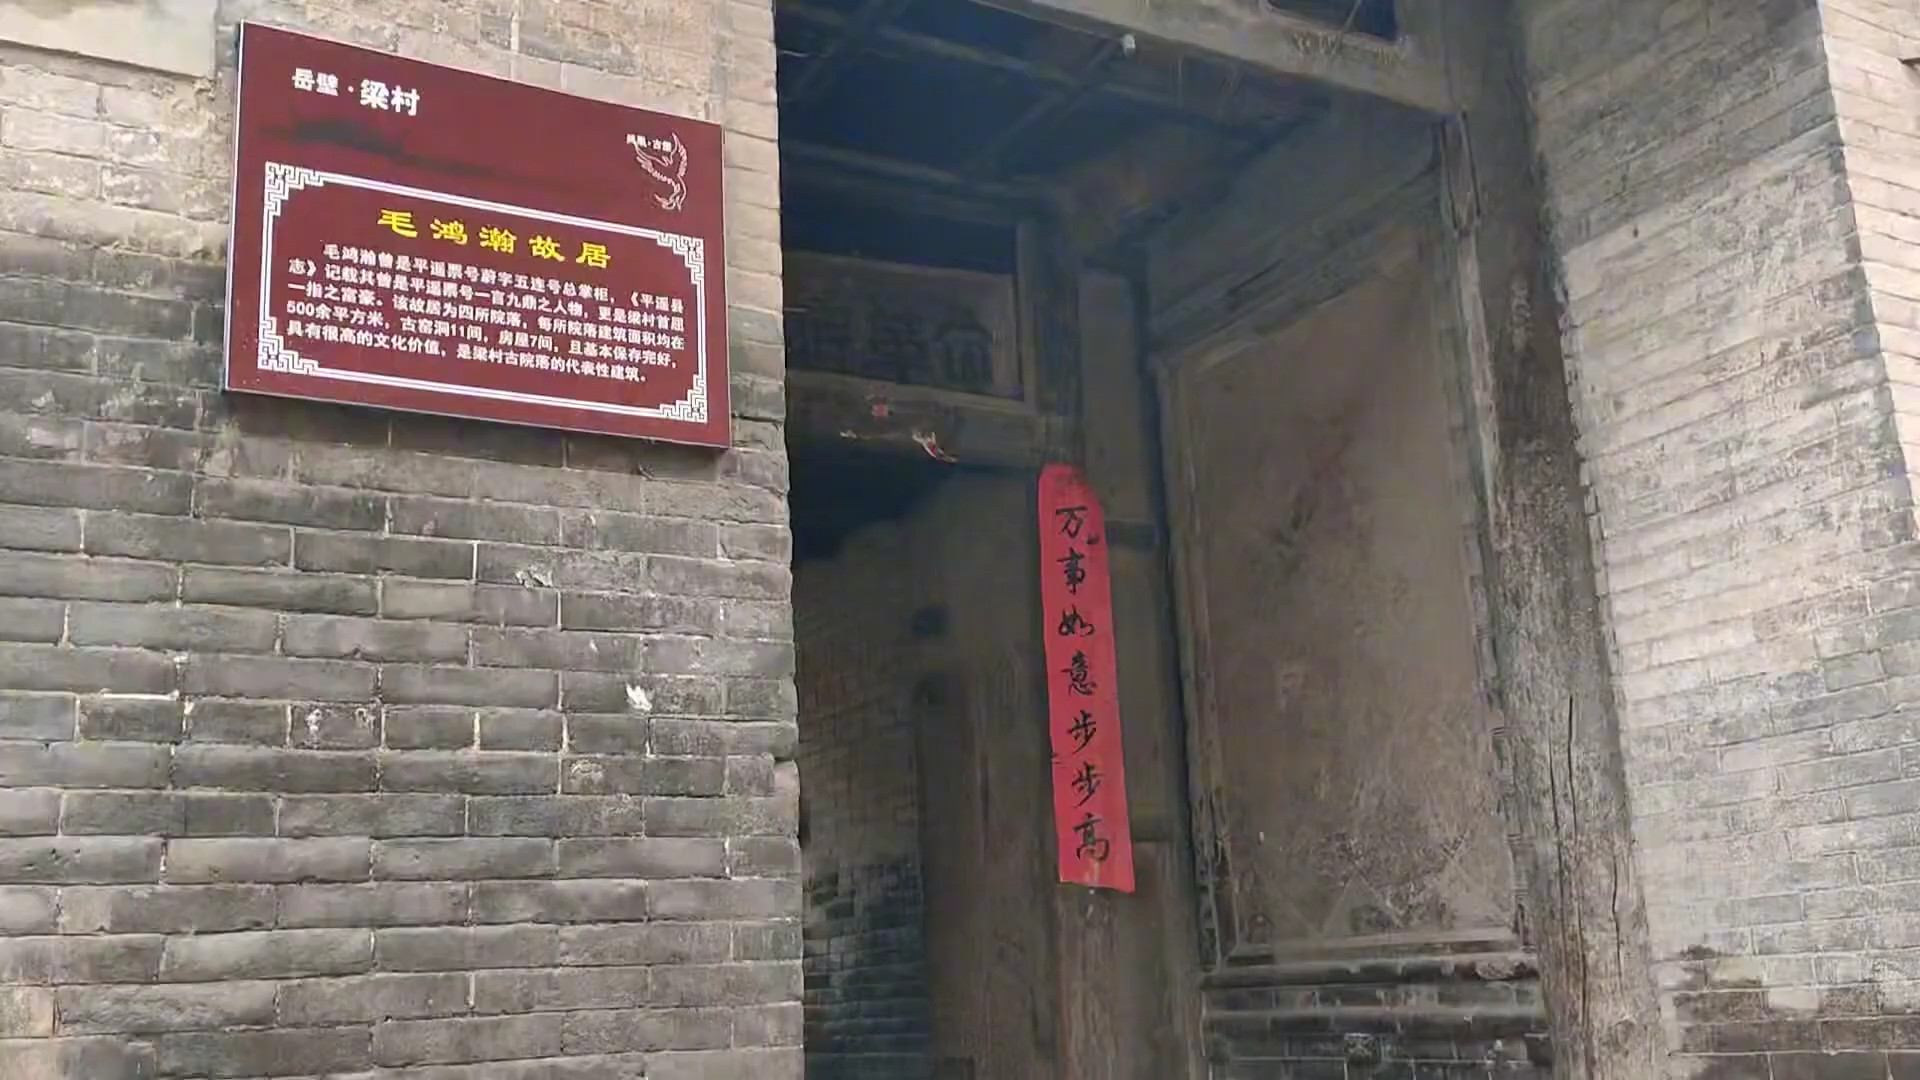 岳壁·梁村
凤凰·古堡
毛鸿瀚故居
毛鸿瀚曾是平遥票号蔚字五连号总掌柜，《平遥县
志》记载其曾是平遥票号一言九鼎之人物，更是梁村首屈
一指之富豪。该故居为四所院落，每所院落建筑面积均在
500余平方米，古窑洞11间，房屋7间，且基本保存完好，
具有很高的文化价值，是梁村古院落的代表性建筑。
万事如意步步高